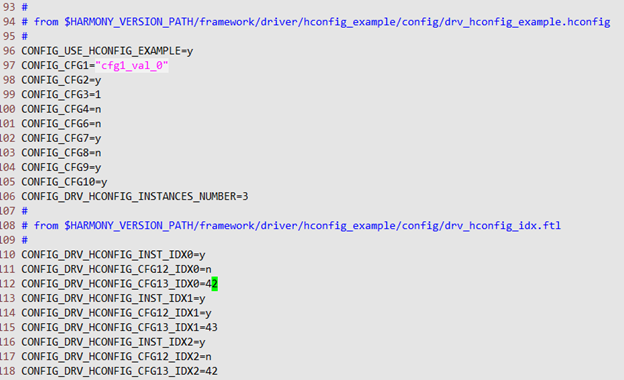 93 #
94 # from $HARMONY_VERSION_PATH/framework/driver/hconfig_example/config/drv_hconfig_example.hconfig
95 #
96 CONFIG_USE_HCONFIG_EXAMPLE=y
97 CONFIG_CFG1="cfg1_val_0"
98 CONFIG_CFG2=y
99 CONFIG_CFG3=1
100 CONFIG_CFG4=n
101 CONFIG_CFG6=n
102 CONFIG_CFG7=y
103 CONFIG_CFG8=n
104 CONFIG_CFG9=y
105 CONFIG_CFG10=y
106 CONFIG_DRV_HCONFIG_INSTANCES_NUMBER=3
107 #
108 # from $HARMONY_VERSION_PATH/framework/driver/hconfig_example/config/drv_hconfig_idx.ftl
109 #
110 CONFIG_DRV_HCONFIG_INST_IDX0=y
111 CONFIG_DRV_HCONFIG_CFG12_IDX0=n
112 CONFIG_DRV_HCONFIG_CFG13_IDX0=42
113 CONFIG_DRV_HCONFIG_INST_IDX1=y
114 CONFIG_DRV_HCONFIG_CFG12_IDX1=y
115 CONFIG_DRV_HCONFIG_CFG13_IDX1=43
116 CONFIG_DRV_HCONFIG_INST_IDX2=y
117 CONFIG_DRV_HCONFIG_CFG12_IDX2=n
118 CONFIG_DRV_HCONFIG_CFG13_IDX2=42